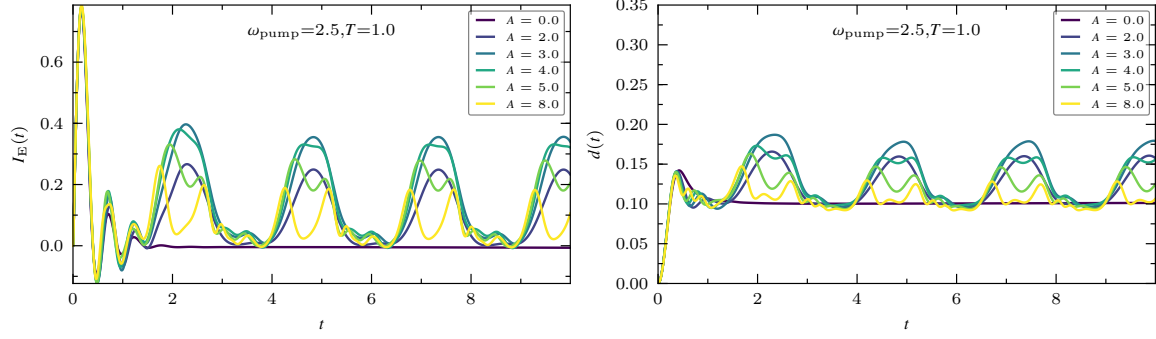 ω_pump=2.5,T=1.0
A = 0.0
A = 2.0
A = 3.0
A = 4.0
A = 5.0
A = 8.0
0.6
0.4
0.2
0.0
I_E(t)
0
2
4
6
8
t
ω_pump=2.5,T=1.0
A = 0.0
A = 2.0
A = 3.0
A = 4.0
A = 5.0
A = 8.0
0.35
0.30
0.25
0.20
0.15
0.10
0.05
0.00
d(t)
0
2
4
6
8
t